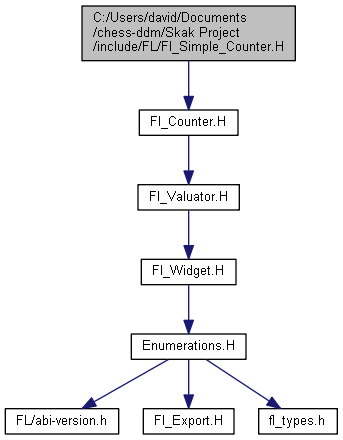 C:/Users/david/Documents
/chess-ddm/Skak Project
/include/FL/Fl_Simple_Counter.H
Fl_Counter.H
Fl_Valuator.H
Fl_Widget.H
Enumerations.H
FL/abi-version.h
Fl_Export.H
fl_types.h